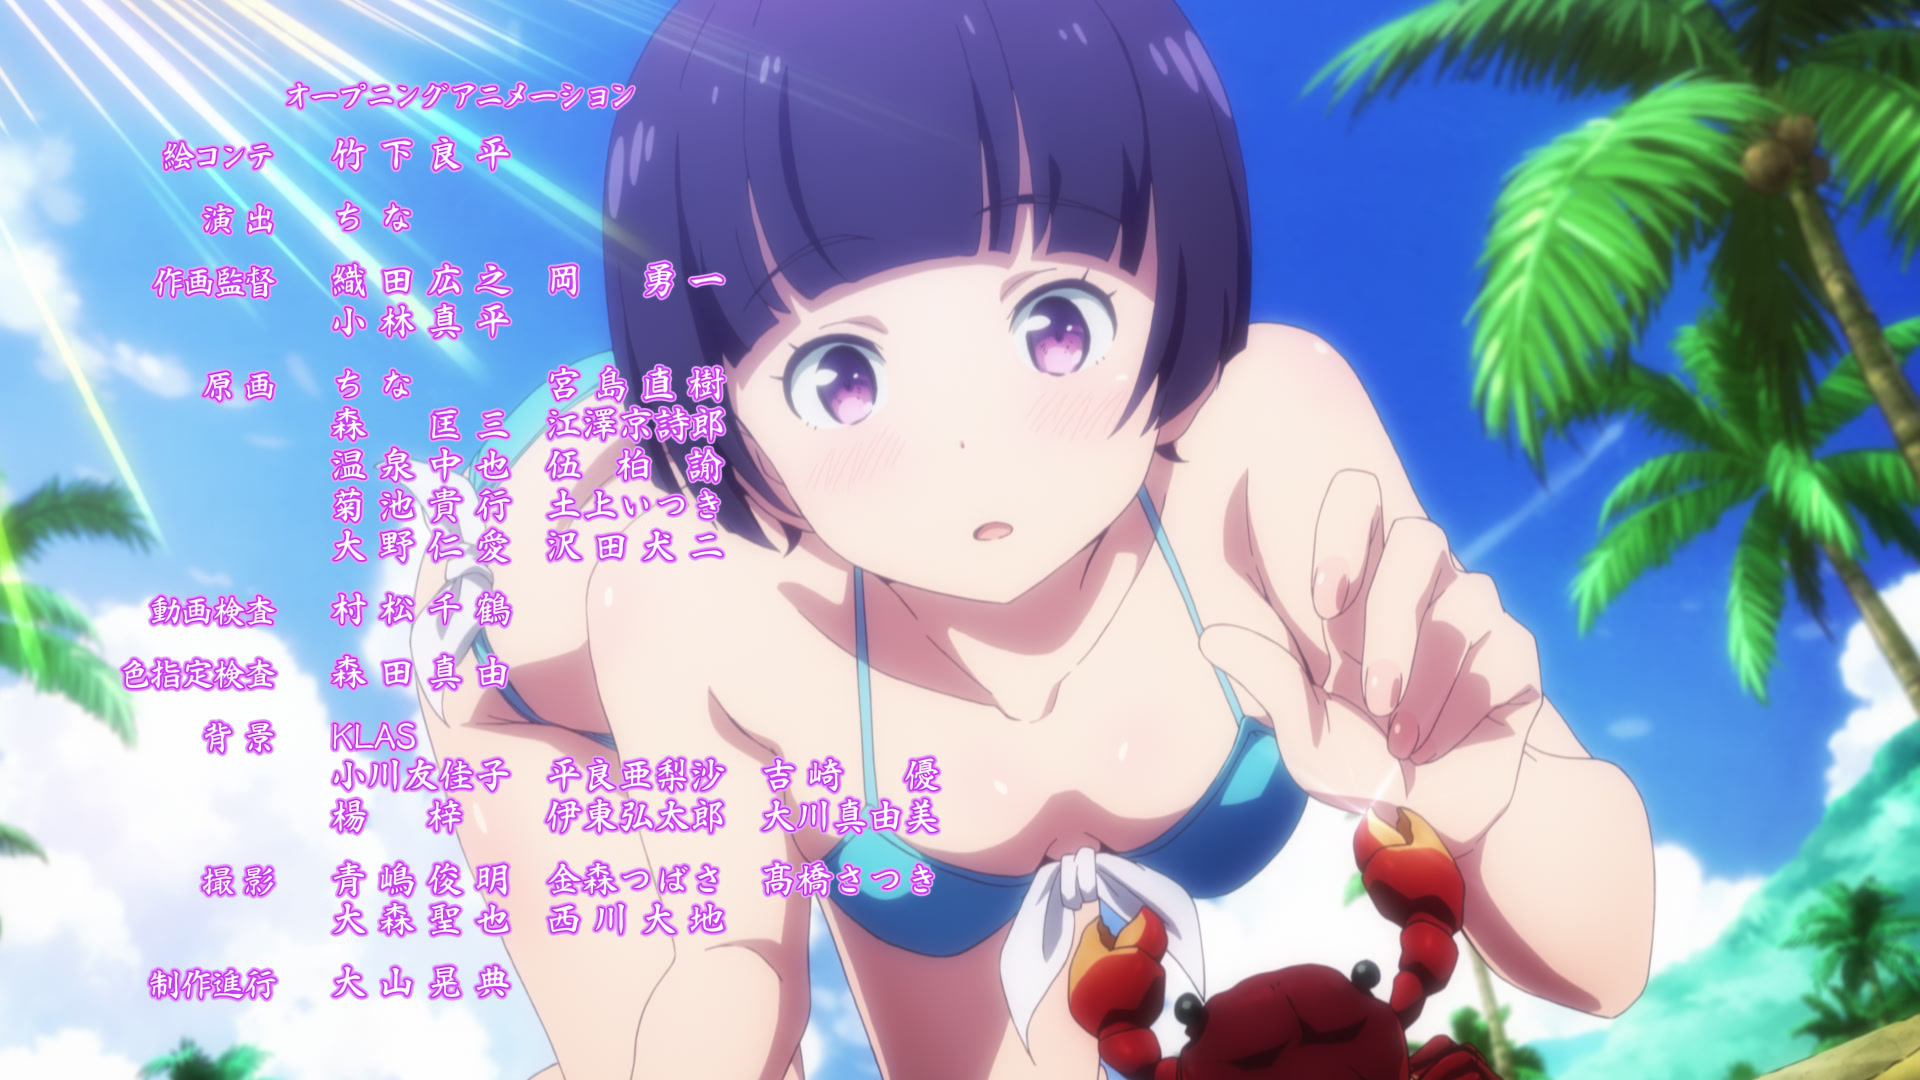 オープニングアニメーション
絵コンテ 竹下良平
演出 ちな
作画監督 織田広之 岡勇一
小林真平
原画 ちな 宮島直樹
森匡三 江澤京詩郎
温泉中也 伍柏諭
菊池貴行 土上いつき
大野仁愛 沢田犬二
動画検査 村松千鶴
色指定検査 森田真由
背景 KLAS
小川友佳子 平良亜梨沙 吉崎優
楊梓 伊東弘太郎 大川真由美
撮影 青嶋俊明 金森つばさ 髙橋さつき
大森聖也 西川大地
制作進行 大山晃典